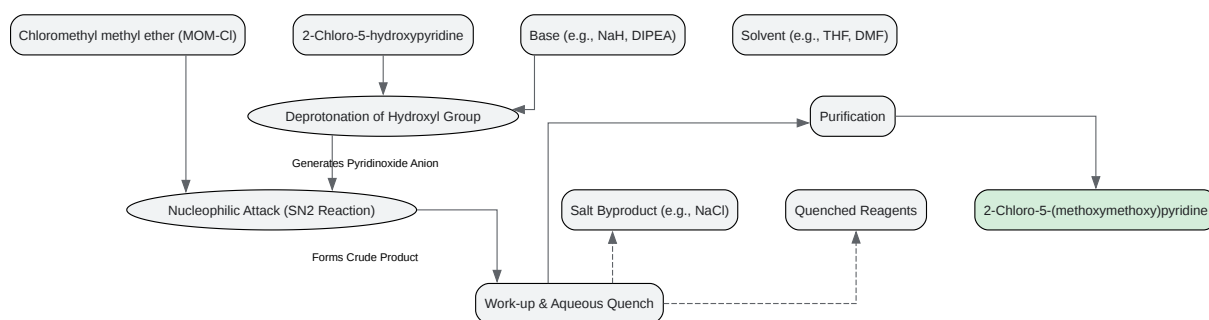 Chloromethyl methyl ether (MOM-Cl)
2-Chloro-5-hydroxypyridine
Base (e.g., NaH, DIPEA)
Solvent (e.g., THF, DMF)
Deprotonation of Hydroxyl Group
Purification
Generates Pyridinoxide Anion
Nucleophilic Attack (SN2 Reaction)
Salt Byproduct (e.g., NaCl)
Quenched Reagents
2-Chloro-5-(methoxymethoxy)pyridine
Forms Crude Product
Work-up & Aqueous Quench